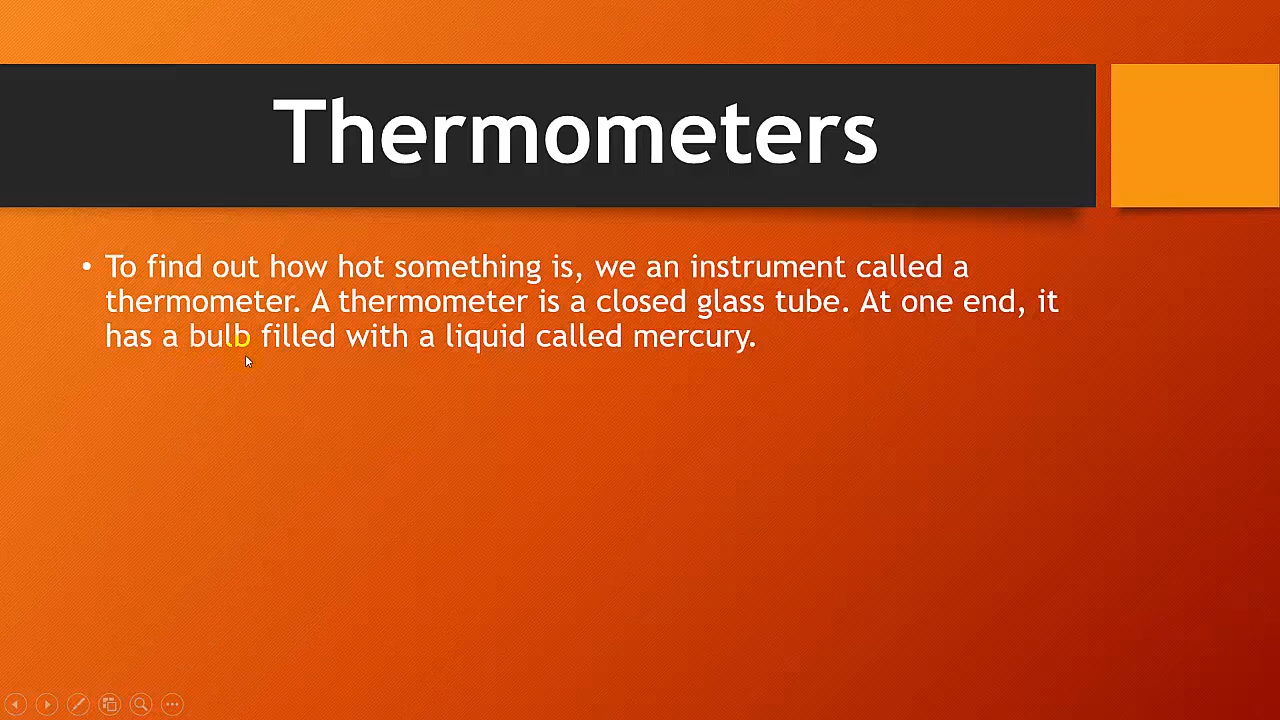 Thermometers
• To find out how hot something is, we an instrument called a
thermometer. A thermometer is a closed glass tube. At one end, it
has a bulb filled with a liquid called mercury.